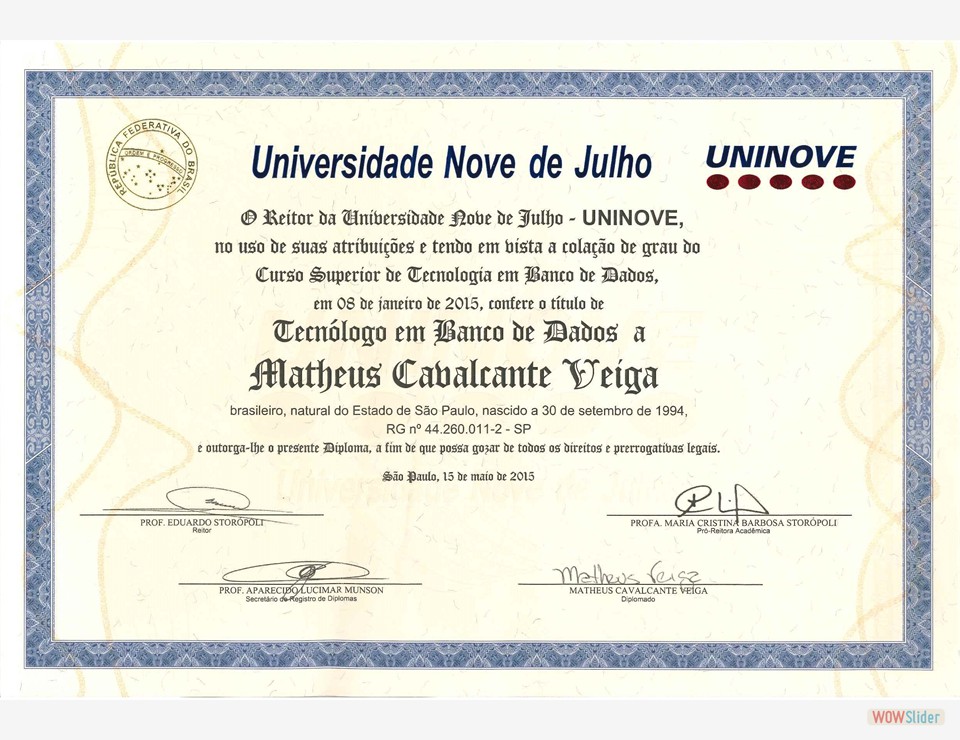 REPÚBLICA FEDERATIVA DO BRASIL
ORDEM E PROGRESSO
Universidade Nove de Julho
UNINOVE
O Reitor da Universidade Nove de Julho - UNINOVE,
no uso de suas atribuições e tendo em vista a colação de grau do
Curso Superior de Tecnologia em Banco de Dados,
em 08 de janeiro de 2015, confere o título de
Tecnólogo em Banco de Dados a
Matheus Cavalcante Veiga
brasileiro, natural do Estado de São Paulo, nascido a 30 de setembro de 1994,
RG nº 44.260.011-2 - SP
e outorga-lhe o presente Diploma, a fim de que possa gozar de todos os direitos e prerrogativas legais.
São Paulo, 15 de maio de 2015
Universidade Nove de Julho
PROF. EDUARDO STORÓPOLI
Reitor
PROFA. MARIA CRISTINA BARBOSA STORÓPOLI
Pró-Reitora Acadêmica
PROF. APARECIDO LUCIMAR MUNSON
Secretário de Registro de Diplomas
Matheus Veiga
MATHEUS CAVALCANTE VEIGA
Diplomado
WOWSlider